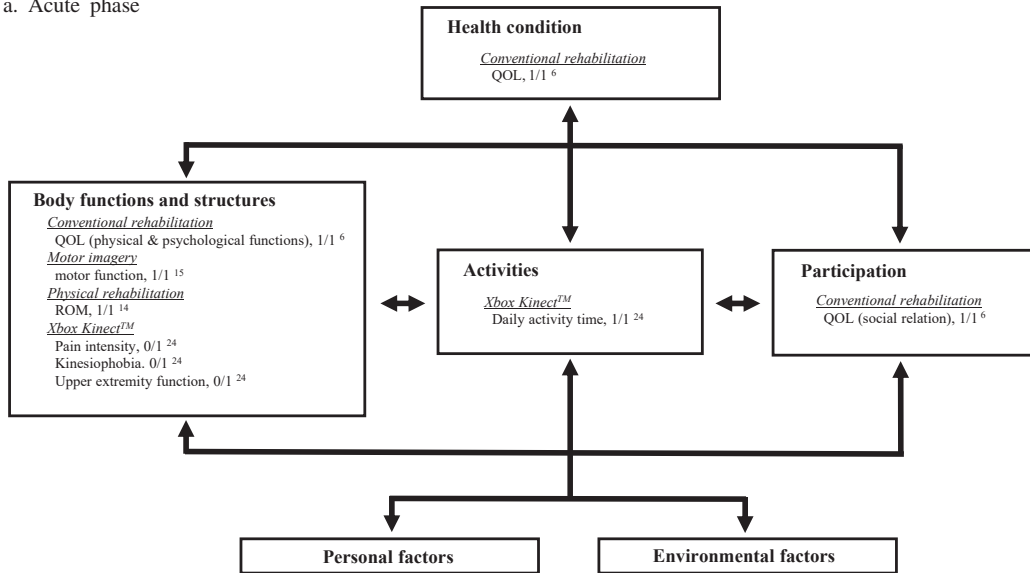 a. Acute phase
Health condition
Conventional rehabilitation
QOL, 1/1 6
Body functions and structures
Conventional rehabilitation
QOL (physical & psychological functions), 1/1 6
Motor imagery
motor function, 1/1 15
Physical rehabilitation
ROM, 1/1 14
Xbox Kinect™
Pain intensity, 0/1 24
Kinesiophobia. 0/1 24
Upper extremity function, 0/1 24
Activities
Xbox Kinect™
Daily activity time, 1/1 24
Participation
Conventional rehabilitation
QOL (social relation), 1/1 6
Personal factors
Environmental factors